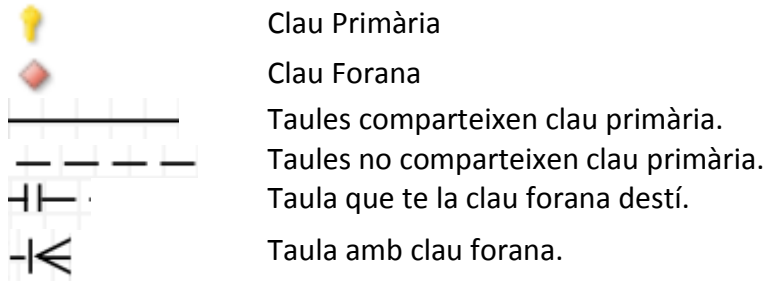 Clau Primària
Clau Forana
Taules comparteixen clau primària.
Taules no comparteixen clau primària.
Taula que te la clau forana destí.
Taula amb clau forana.